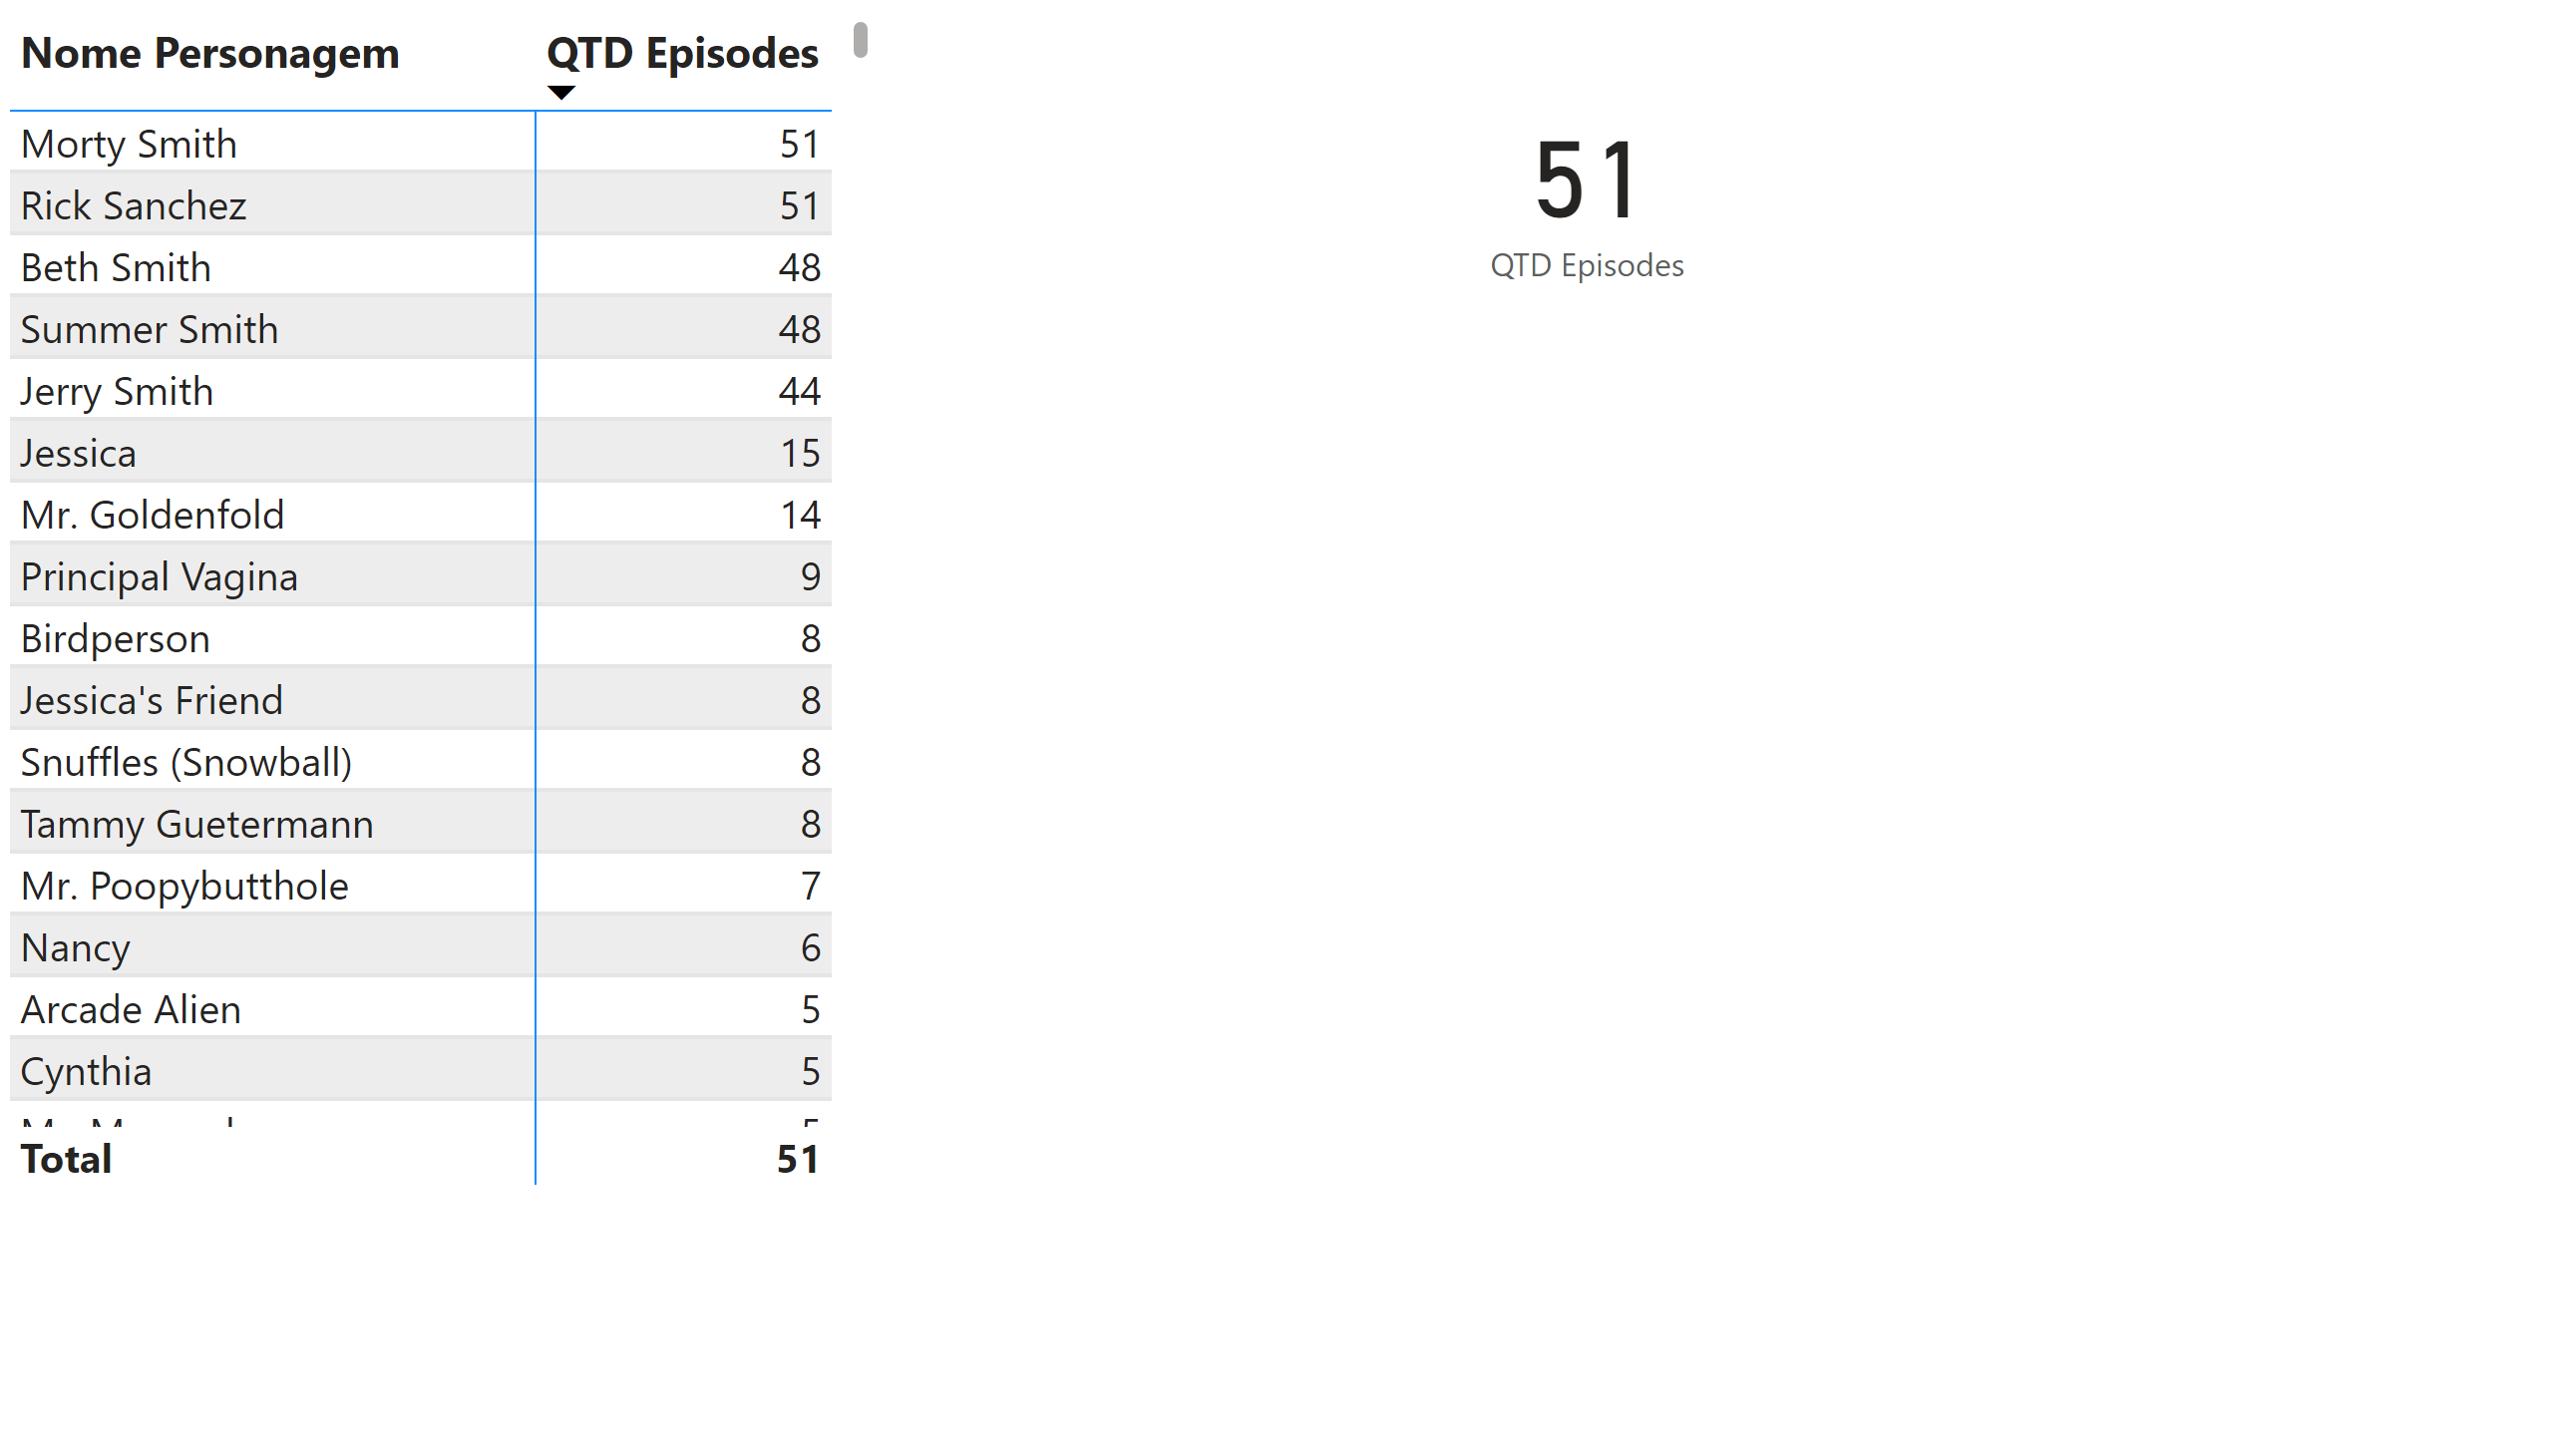 Nome Personagem QTD Episodes
Morty Smith 51
Rick Sanchez 51
Beth Smith 48
Summer Smith 48
Jerry Smith 44
Jessica 15
Mr. Goldenfold 14
Principal Vagina 9
Birdperson 8
Jessica's Friend 8
Snuffles (Snowball) 8
Tammy Guetermann 8
Mr. Poopybutthole 7
Nancy 6
Arcade Alien 5
Cynthia 5
Total 51
51
QTD Episodes